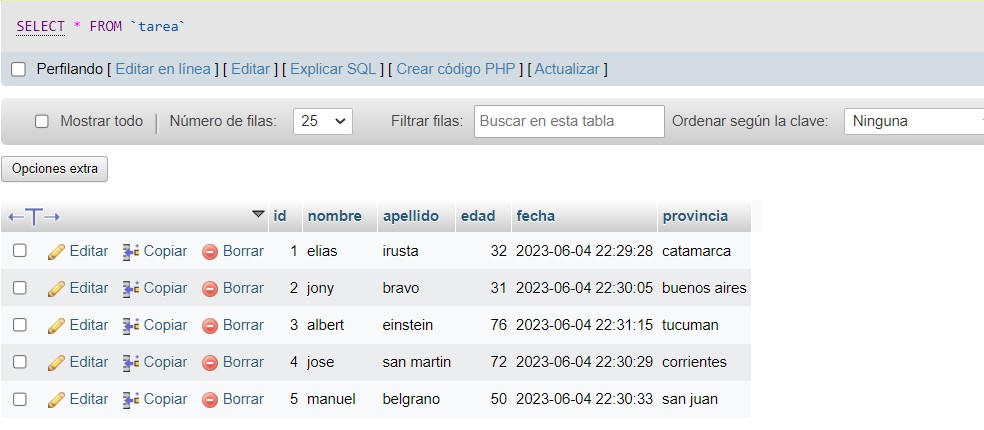 SELECT * FROM `tarea`
Perfilando [ Editar en línea ] [ Editar ] [ Explicar SQL ] [ Crear código PHP ] [ Actualizar ]
Mostrar todo | Número de filas: 25 Filtrar filas: Buscar en esta tabla Ordenar según la clave: Ninguna
Opciones extra
←T→ id nombre apellido edad fecha provincia
Editar Copiar Borrar 1 elias irusta 32 2023-06-04 22:29:28 catamarca
Editar Copiar Borrar 2 jony bravo 31 2023-06-04 22:30:05 buenos aires
Editar Copiar Borrar 3 albert einstein 76 2023-06-04 22:31:15 tucuman
Editar Copiar Borrar 4 jose san martin 72 2023-06-04 22:30:29 corrientes
Editar Copiar Borrar 5 manuel belgrano 50 2023-06-04 22:30:33 san juan